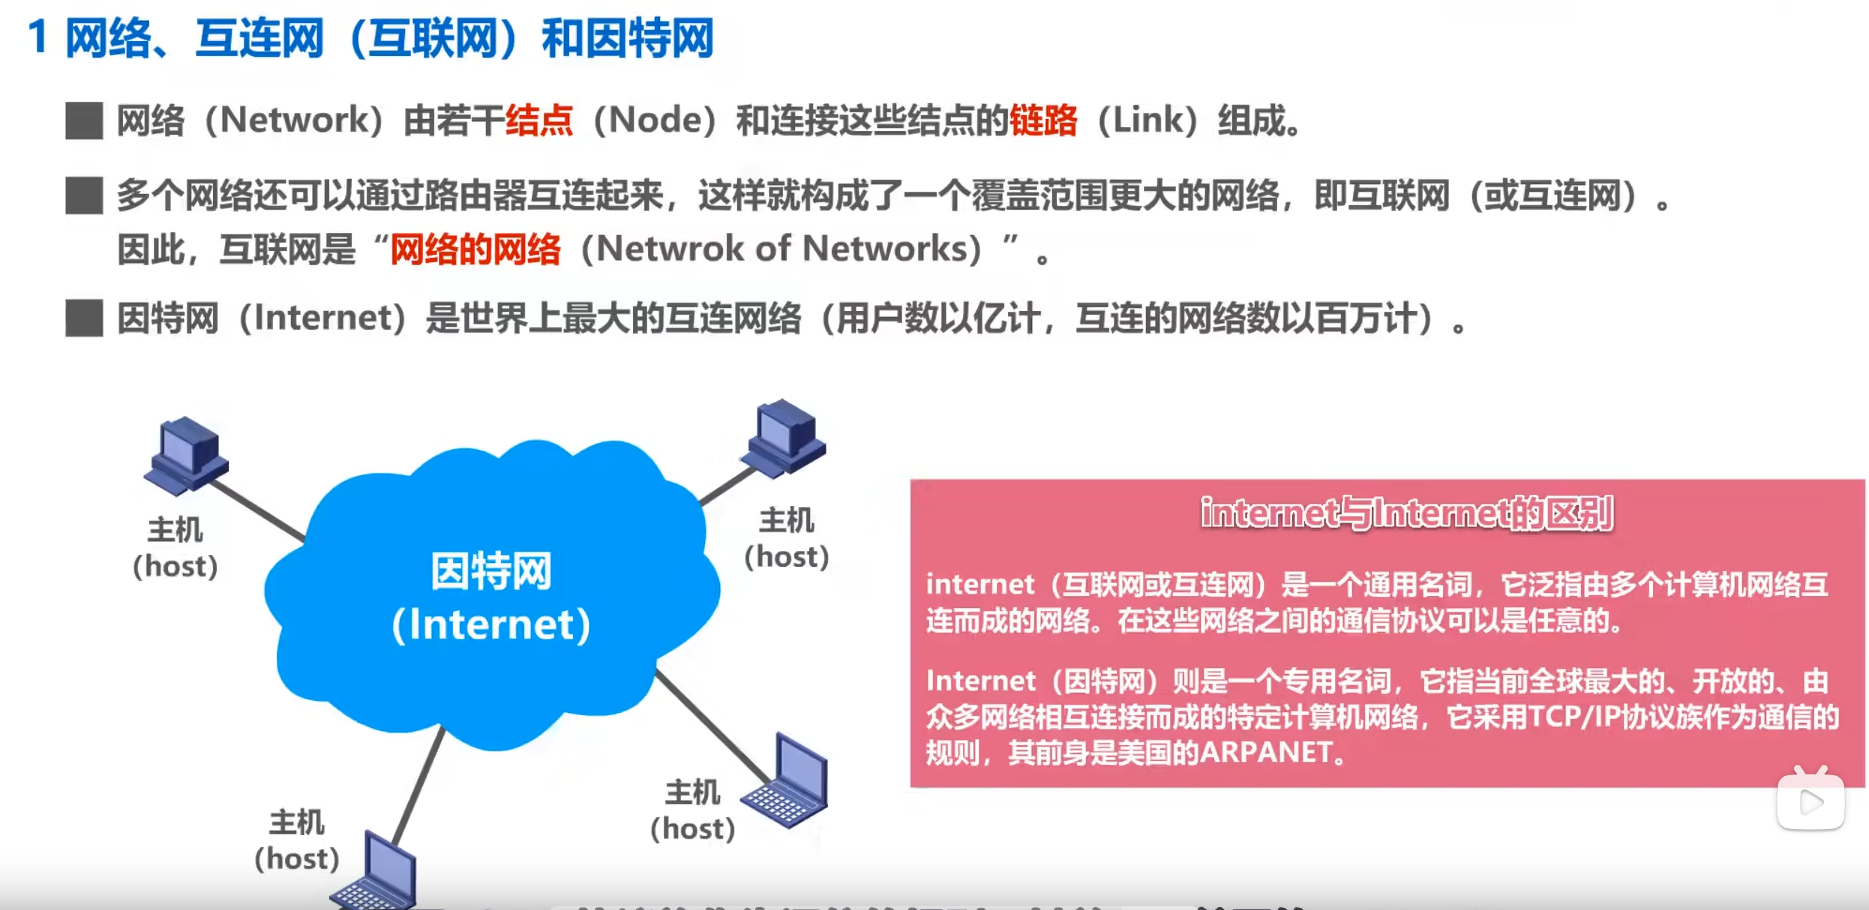 1 网络、互连网（互联网）和因特网
网络（Network）由若干结点（Node）和连接这些结点的链路（Link）组成。
多个网络还可以通过路由器互连起来，这样就构成了一个覆盖范围更大的网络，即互联网（或互连网）。
因此，互联网是“网络的网络（Netwrok of Networks）”。
因特网（Internet）是世界上最大的互连网络（用户数以亿计，互连的网络数以百万计）。
主机
(host)
主机
(host)
因特网
(Internet)
主机
(host)
主机
(host)
internet与Internet的区别
internet（互联网或互连网）是一个通用名词，它泛指由多个计算机网络互
连而成的网络。在这些网络之间的通信协议可以是任意的。
Internet（因特网）则是一个专用名词，它指当前全球最大的、开放的、由
众多网络相互连接而成的特定计算机网络，它采用TCP/IP协议族作为通信的
规则，其前身是美国的ARPANET。